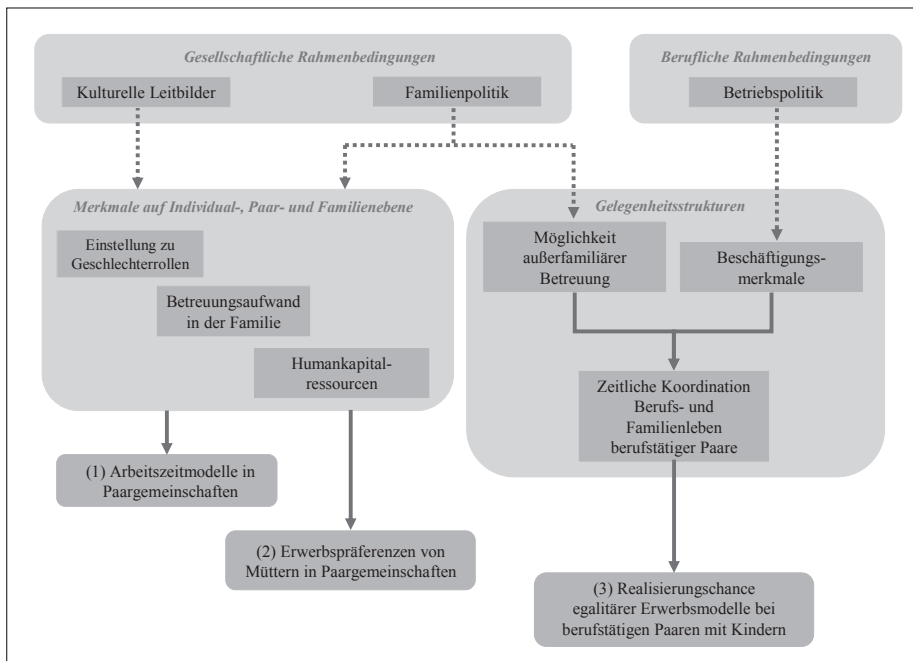 Gesellschaftliche Rahmenbedingungen
Kulturelle Leitbilder
Familienpolitik
Berufliche Rahmenbedingungen
Betriebspolitik
Merkmale auf Individual-, Paar- und Familienebene
Einstellung zu
Geschlechterrollen
Betreuungsaufwand
in der Familie
Humankapital-
ressourcen
Gelegenheitsstrukturen
Möglichkeit
außerfamiliärer
Betreuung
Beschäftigungs-
merkmale
Zeitliche Koordination
Berufs- und
Familienleben
berufstätiger Paare
(1) Arbeitszeitmodelle in
Paargemeinschaften
(2) Erwerbspräferenzen von
Müttern in Paargemeinschaften
(3) Realisierungschance
egalitärer Erwerbsmodelle bei
berufstätigen Paaren mit Kindern